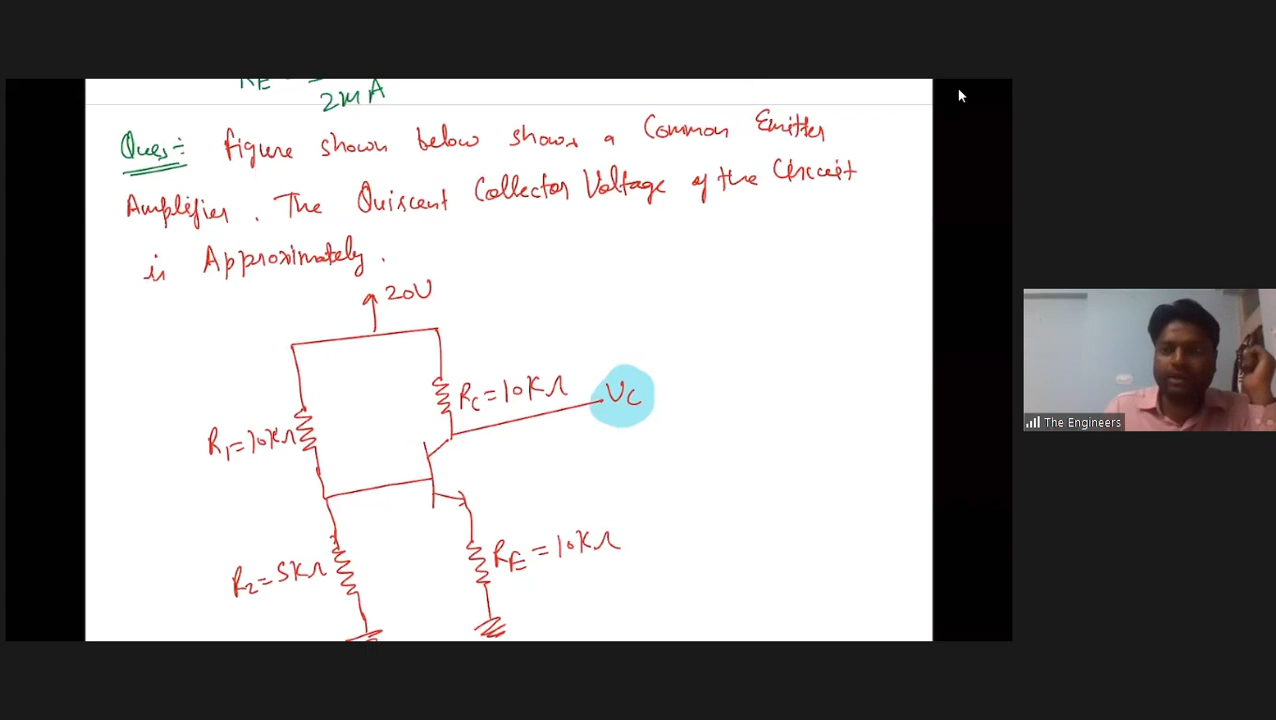 RE
2mA
Ques:- figure shown below shows a Common Emitter
Amplifier. The Quiscent Collector Voltage of the Circuit
is Approximately.
20V
RC=10KΩ
VC
R1=10KΩ
RE=10KΩ
R2=5KΩ
The Engineers